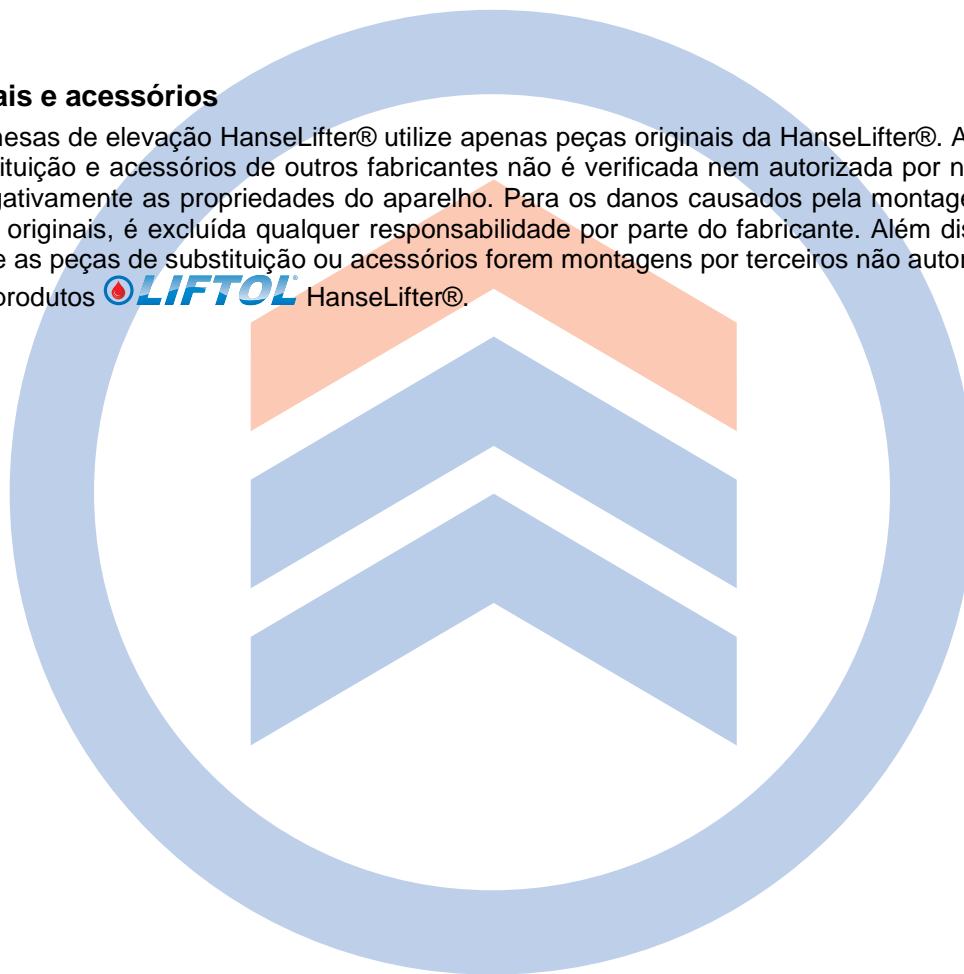 ais e acessórios
esas de elevação HanseLifter® utilize apenas peças originais da HanseLifter®. A
ituição e acessórios de outros fabricantes não é verificada nem autorizada por n
gativamente as propriedades do aparelho. Para os danos causados pela montage
originais, é excluída qualquer responsabilidade por parte do fabricante. Além dis
e as peças de substituição ou acessórios forem montagens por terceiros não autor
produtos LIFTOL HanseLifter®.